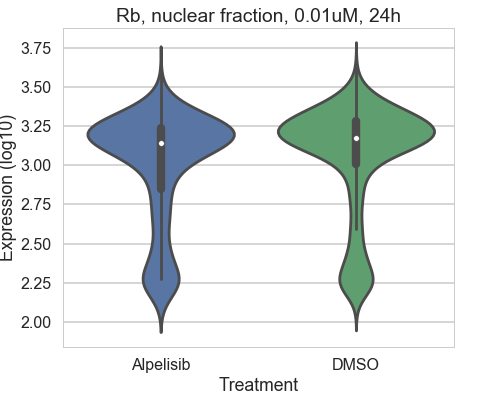 Rb, nuclear fraction, 0.01uM, 24h
Expression (log10)
3.75
3.50
3.25
3.00
2.75
2.50
2.25
2.00
Alpelisib
DMSO
Treatment